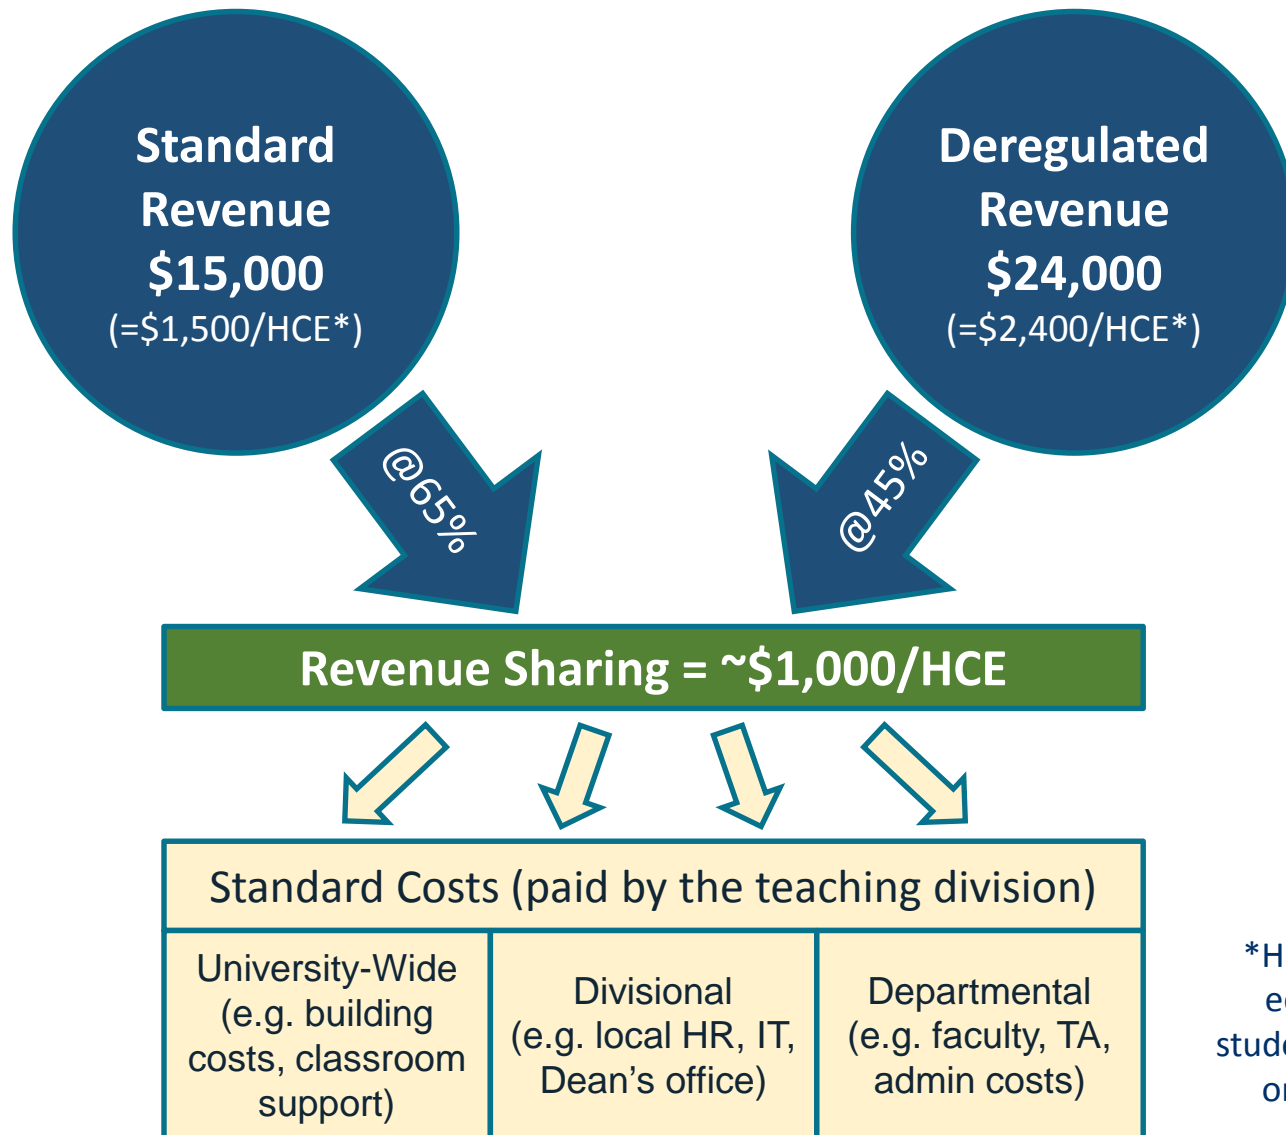 Standard
Revenue
$15,000
(=$1,500/HCE*)
Deregulated
Revenue
$24,000
(=$2,400/HCE*)
@65%
@45%
Revenue Sharing = ~$1,000/HCE
Standard Costs (paid by the teaching division)
University-Wide
(e.g. building
costs, classroom
support)
Divisional
(e.g. local HR, IT,
Dean's office)
Departmental
(e.g. faculty, TA,
admin costs)